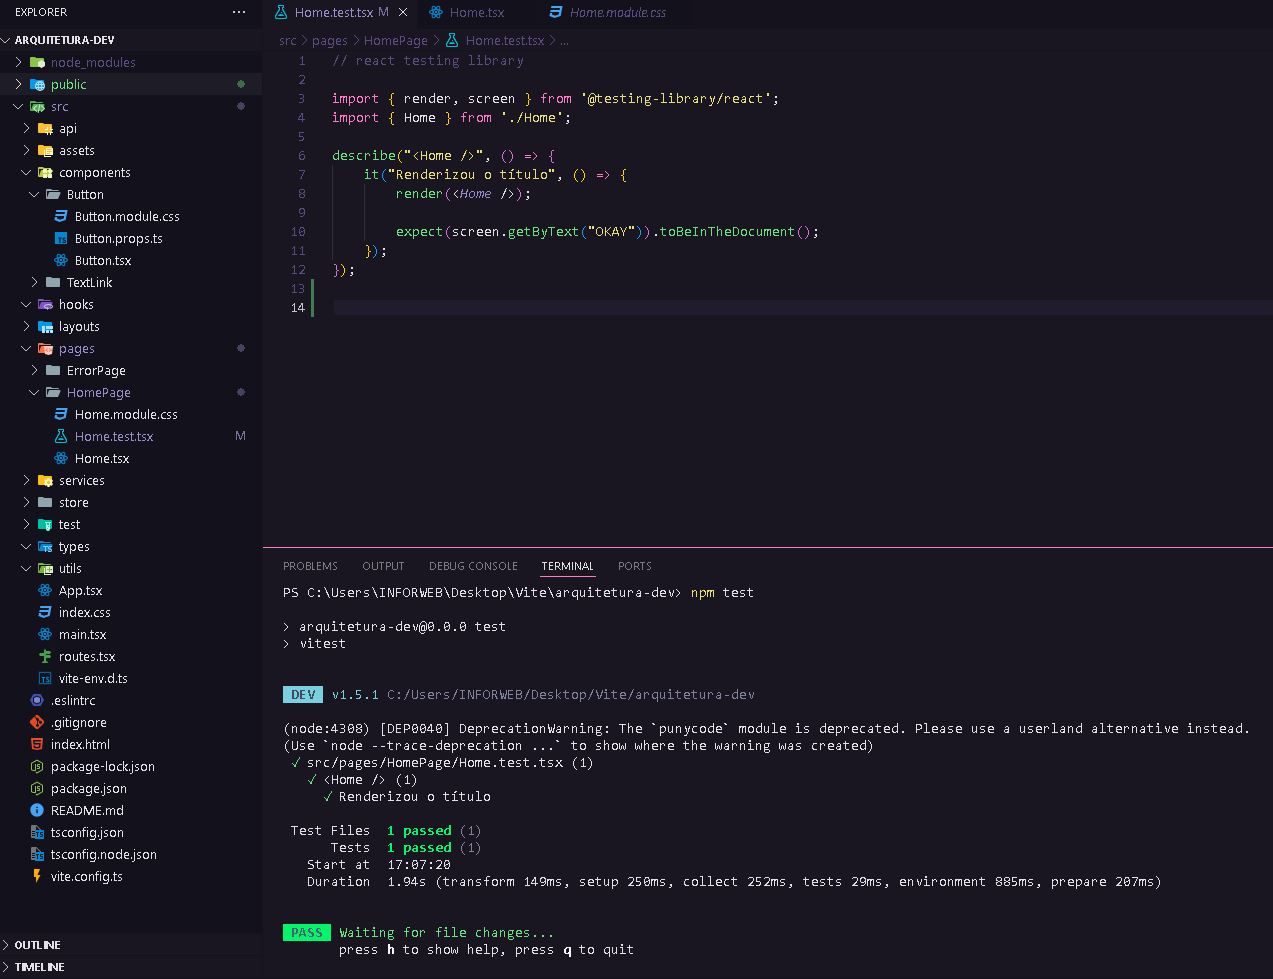 EXPLORER
ARQUITETURA-DEV
node_modules
public
src
api
assets
components
Button
Button.module.css
Button.props.ts
Button.tsx
TextLink
hooks
layouts
pages
ErrorPage
HomePage
Home.module.css
Home.test.tsx M
Home.tsx
services
store
test
types
utils
App.tsx
index.css
main.tsx
routes.tsx
vite-env.d.ts
.eslintrc
.gitignore
index.html
package-lock.json
package.json
README.md
tsconfig.json
tsconfig.node.json
vite.config.ts
OUTLINE
TIMELINE
Home.test.tsx M Home.tsx Home.module.css
src > pages > HomePage > Home.test.tsx > ...
1 // react testing library
2
3 import { render, screen } from '@testing-library/react';
4 import { Home } from './Home';
5
6 describe("<Home />", () => {
7 it("Renderizou o título", () => {
8 render(<Home />);
9
10 expect(screen.getByText("OKAY")).toBeInTheDocument();
11 });
12 });
13
14
PROBLEMS OUTPUT DEBUG CONSOLE TERMINAL PORTS
PS C:\Users\INFORWEB\Desktop\Vite\arquitetura-dev> npm test
> arquitetura-dev@0.0.0 test
> vitest
DEV v1.5.1 C:/Users/INFORWEB/Desktop/Vite/arquitetura-dev
(node:4308) [DEP0040] DeprecationWarning: The `punycode` module is deprecated. Please use a userland alternative instead.
(Use `node --trace-deprecation ...` to show where the warning was created)
✓ src/pages/HomePage/Home.test.tsx (1)
✓ <Home /> (1)
✓ Renderizou o título
Test Files 1 passed (1)
Tests 1 passed (1)
Start at 17:07:20
Duration 1.94s (transform 149ms, setup 250ms, collect 252ms, tests 29ms, environment 885ms, prepare 207ms)
PASS Waiting for file changes...
press h to show help, press q to quit